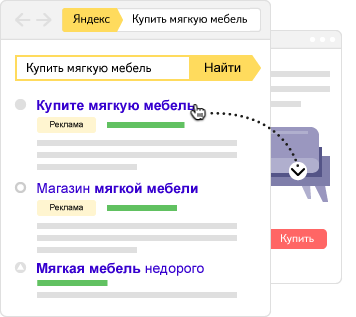 Яндекс
Купить мягкую мебель
Купить мягкую мебель
Найти
Купите мягкую мебель
Реклама
Магазин мягкой мебели
Реклама
Мягкая мебель недорого
Купить